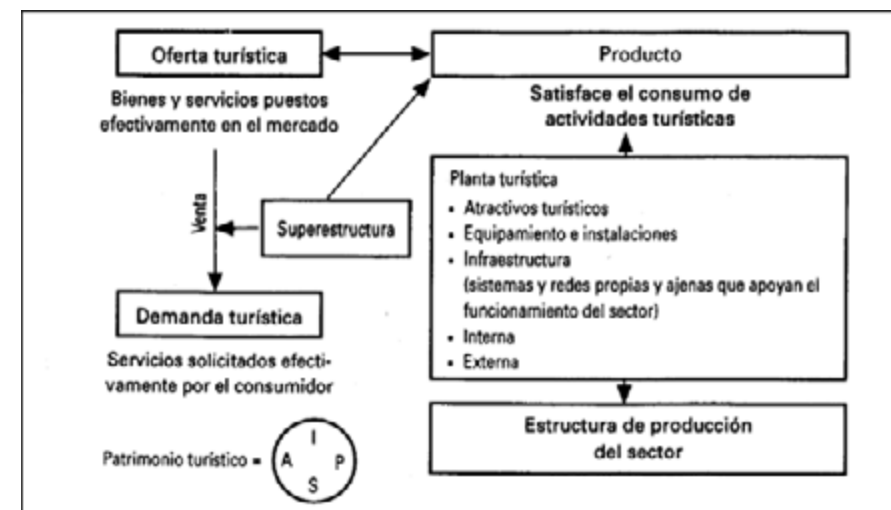 Oferta turística
Producto
Bienes y servicios puestos
efectivamente en el mercado
Satisface el consumo de
actividades turísticas
Venta
Superestructura
Planta turística
• Atractivos turísticos
• Equipamiento e instalaciones
• Infraestructura
(sistemas y redes propias y ajenas que apoyan el
funcionamiento del sector)
• Interna
• Externa
Demanda turística
Servicios solicitados efecti-
vamente por el consumidor
Estructura de producción
del sector
Patrimonio turístico =
I
A P
S